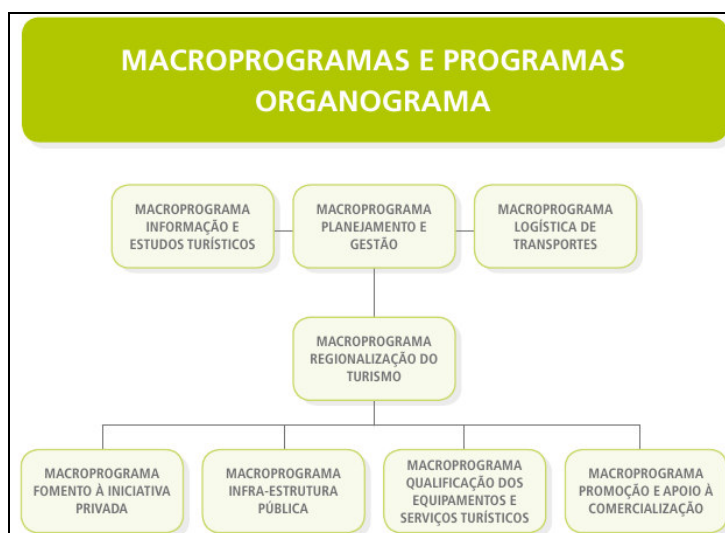 MACROPROGRAMAS E PROGRAMAS
ORGANOGRAMA
MACROPROGRAMA
INFORMAÇÃO E
ESTUDOS TURÍSTICOS
MACROPROGRAMA
PLANEJAMENTO E
GESTÃO
MACROPROGRAMA
LOGÍSTICA DE
TRANSPORTES
MACROPROGRAMA
REGIONALIZAÇÃO DO
TURISMO
MACROPROGRAMA
FOMENTO À INICIATIVA
PRIVADA
MACROPROGRAMA
INFRA-ESTRUTURA
PÚBLICA
MACROPROGRAMA
QUALIFICAÇÃO DOS
EQUIPAMENTOS E
SERVIÇOS TURÍSTICOS
MACROPROGRAMA
PROMOÇÃO E APOIO À
COMERCIALIZAÇÃO